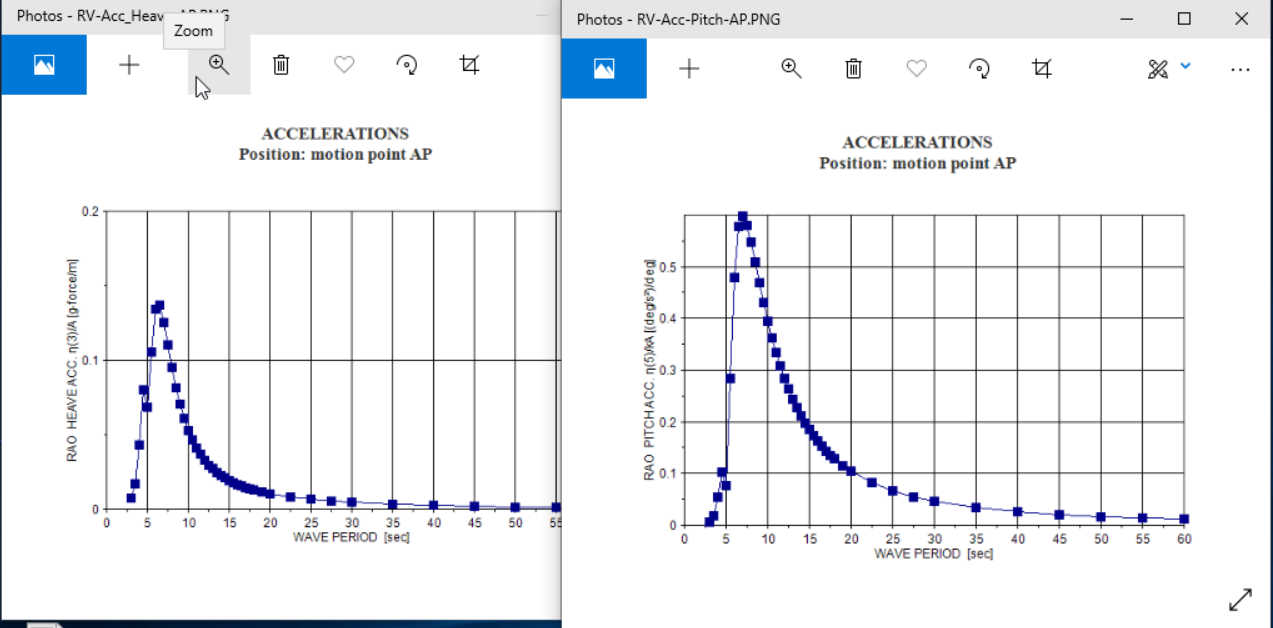 Photos - RV-Acc_Heav AP.PNG
Zoom
ACCELERATIONS
Position: motion point AP
RAO HEAVE ACC. η(3)/A [g-force/m]
0.2
0.1
0
0 5 10 15 20 25 30 35 40 45 50 55
WAVE PERIOD [sec]
Photos - RV-Acc-Pitch-AP.PNG
ACCELERATIONS
Position: motion point AP
RAO PITCH ACC. η(5)/kA [(deg/s²)/deg]
0.5
0.4
0.3
0.2
0.1
0
0 5 10 15 20 25 30 35 40 45 50 55 60
WAVE PERIOD [sec]